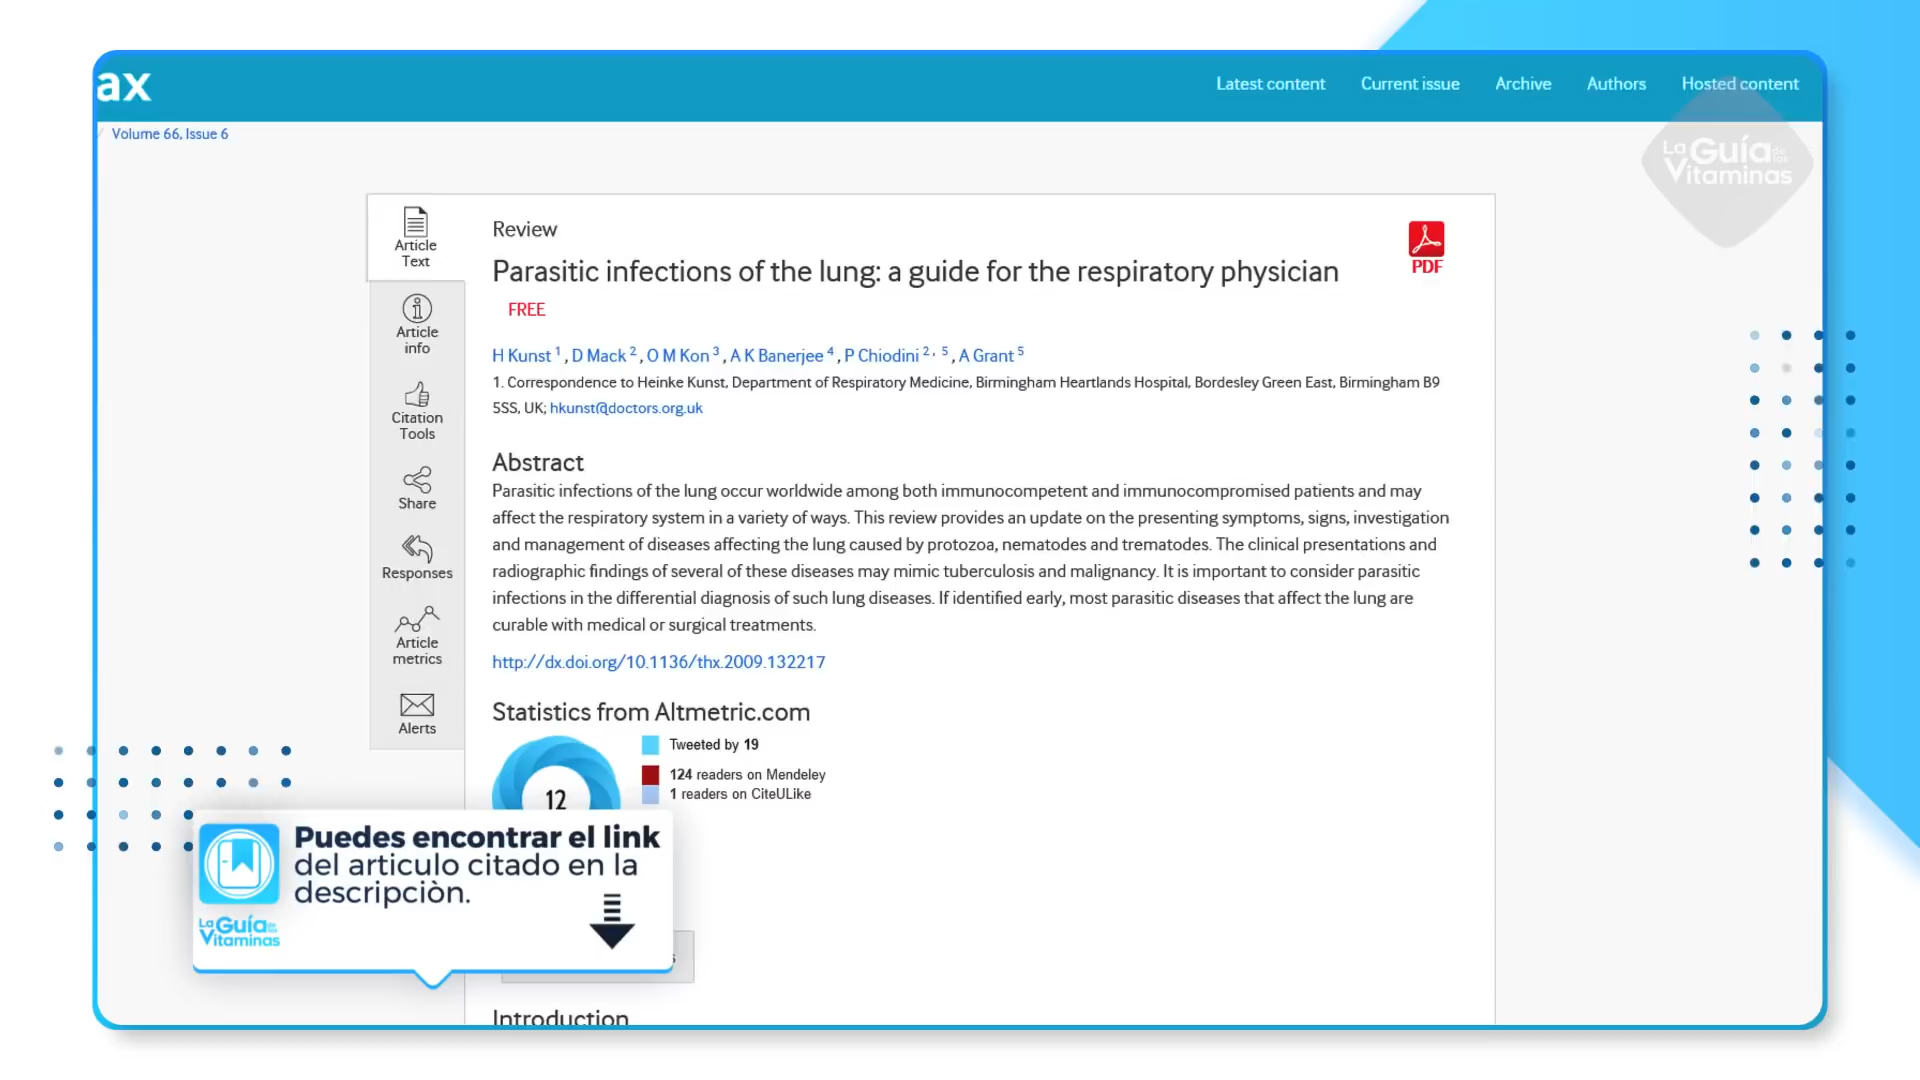 ax
Latest content Current issue Archive Authors Hosted content
Volume 66, Issue 6
La Guía de las
Vitaminas
Article
Text
Article
info
Citation
Tools
Share
Responses
Article
metrics
Alerts
Review
Parasitic infections of the lung: a guide for the respiratory physician
FREE
PDF
H Kunst 1, D Mack 2, O M Kon 3, A K Banerjee 4, P Chiodini 2, 5, A Grant 5
1. Correspondence to Heinke Kunst, Department of Respiratory Medicine, Birmingham Heartlands Hospital, Bordesley Green East, Birmingham B9
5SS, UK; hkunst@doctors.org.uk
Abstract
Parasitic infections of the lung occur worldwide among both immunocompetent and immunocompromised patients and may
affect the respiratory system in a variety of ways. This review provides an update on the presenting symptoms, signs, investigation
and management of diseases affecting the lung caused by protozoa, nematodes and trematodes. The clinical presentations and
radiographic findings of several of these diseases may mimic tuberculosis and malignancy. It is important to consider parasitic
infections in the differential diagnosis of such lung diseases. If identified early, most parasitic diseases that affect the lung are
curable with medical or surgical treatments.
http://dx.doi.org/10.1136/thx.2009.132217
Statistics from Altmetric.com
12
Tweeted by 19
124 readers on Mendeley
1 readers on CiteULike
Puedes encontrar el link
del articulo citado en la
descripciòn.
La Guía de las
Vitaminas
s
Introduction